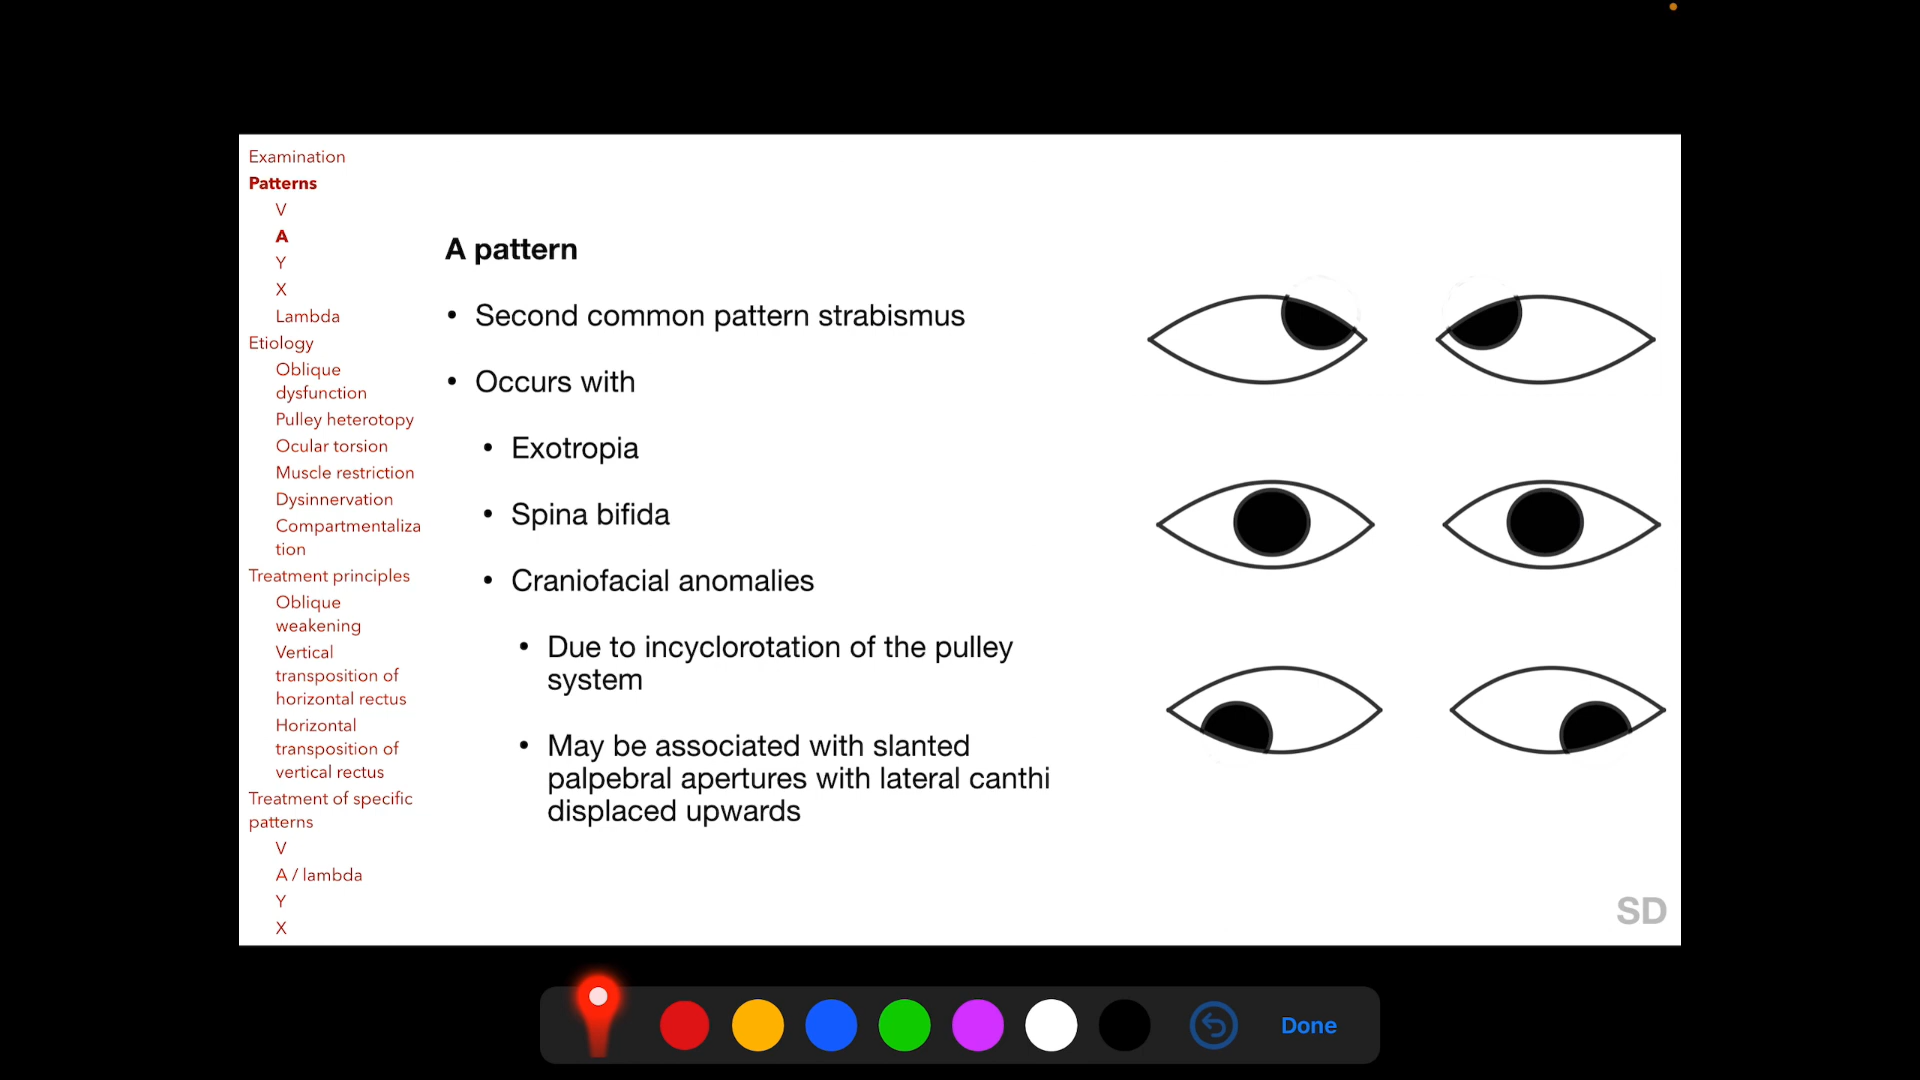 Examination
Patterns
V
A
Y
X
Lambda
Etiology
Oblique
dysfunction
Pulley heterotopy
Ocular torsion
Muscle restriction
Dysinnervation
Compartmentaliza
tion
Treatment principles
Oblique
weakening
Vertical
transposition of
horizontal rectus
Horizontal
transposition of
vertical rectus
Treatment of specific
patterns
V
A / lambda
Y
X
A pattern
• Second common pattern strabismus
• Occurs with
• Exotropia
• Spina bifida
• Craniofacial anomalies
• Due to incyclorotation of the pulley
system
• May be associated with slanted
palpebral apertures with lateral canthi
displaced upwards
SD
Done